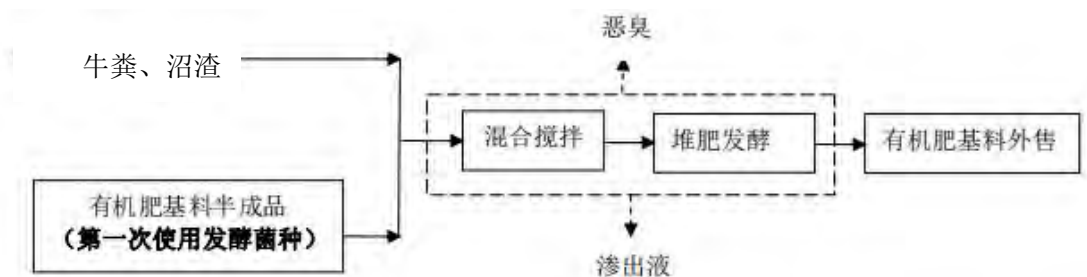 恶臭
牛粪、沼渣
混合搅拌
堆肥发酵
有机肥基料外售
有机肥基料半成品
（第一次使用发酵菌种）
渗出液